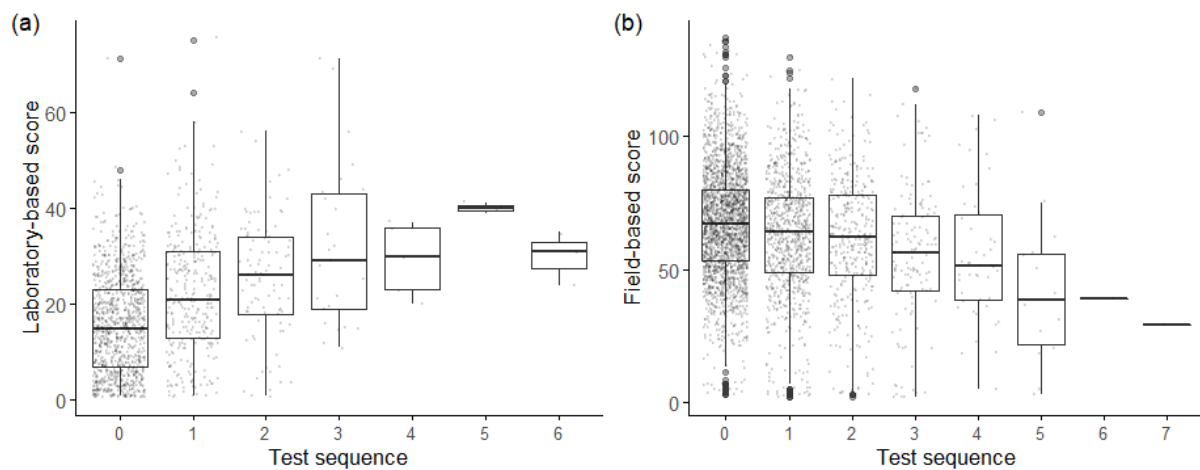 (a)
Laboratory-based score
60
40
20
0
0 1 2 3 4 5 6
Test sequence
(b)
Field-based score
100
50
0
0 1 2 3 4 5 6 7
Test sequence